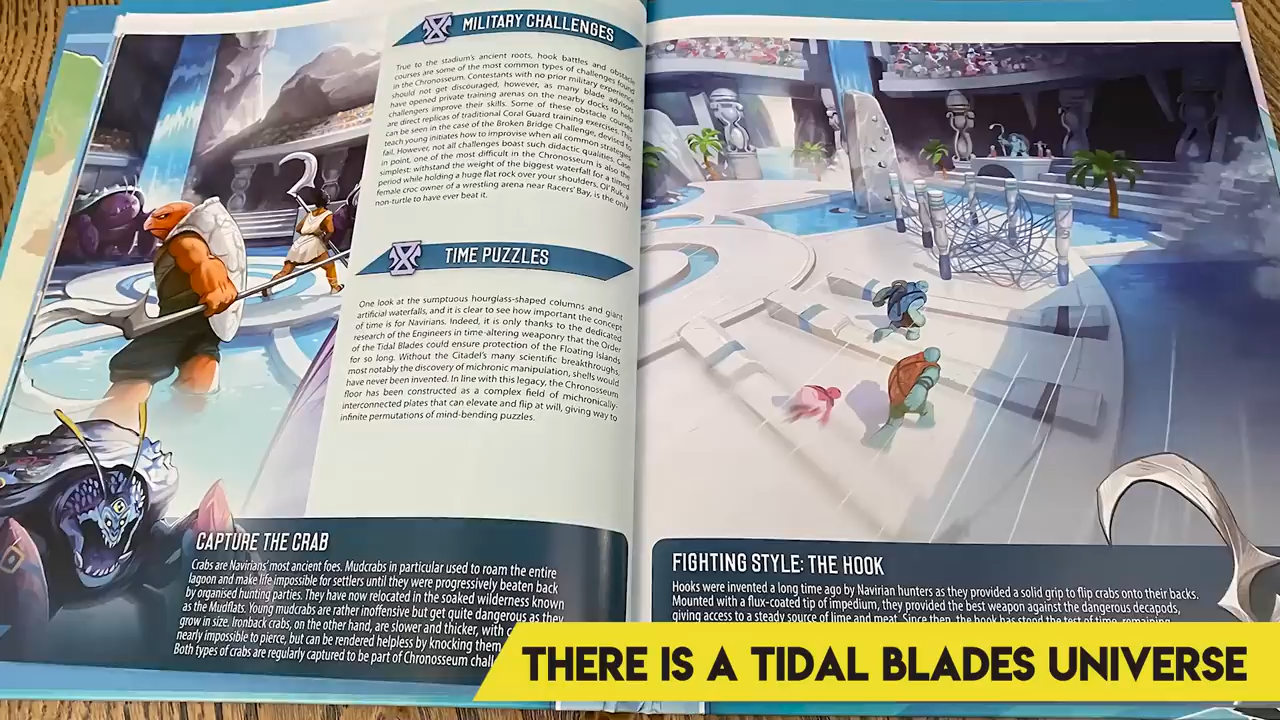 MILITARY CHALLENGES
True to the stadium's ancient roots, hook battles and obstacle
courses are some of the most common types of challenges found
in the Chronosseum. Contestants with no prior military experience
should not get discouraged, however, as many blade advisors
have opened private training arenas on the nearby docks to help
challengers improve their skills. Some of these obstacle courses
are direct replicas of traditional Coral Guard training exercises. This
can be seen in the case of the Broken Bridge Challenge, devised to
teach young initiates how to improvise when all common strategies
fail. However, not all challenges boast such didactic qualities. Case
in point, one of the most difficult in the Chronosseum is also the
simplest: withstand the weight of the biggest waterfall for a timed
period while holding a huge flat rock over your shoulders. Ol' Ruk, a
female croc owner of a wrestling arena near Racers' Bay, is the only
non-turtle to have ever beat it.
TIME PUZZLES
One look at the sumptuous hourglass-shaped columns and giant
artificial waterfalls, and it is clear to see how important the concept
of time is for Navirians. Indeed, it is only thanks to the dedicated
research of the Engineers in time-altering weaponry that the Order
of the Tidal Blades could ensure protection of the Floating Islands
for so long. Without the Citadel's many scientific breakthroughs,
most notably the discovery of michronic manipulation, shells would
have never been invented. In line with this legacy, the Chronosseum
floor has been constructed as a complex field of michronically
interconnected plates that can elevate and flip at will, giving way to
infinite permutations of mind-bending puzzles.
CAPTURE THE CRAB
Crabs are Navirians' most ancient foes. Mudcrabs in particular used to roam the entire
lagoon and make life impossible for settlers until they were progressively beaten back
by organised hunting parties. They have now relocated in the soaked wilderness known
as the Mudflats. Young mudcrabs are rather inoffensive but get quite dangerous as they
grow in size. Ironback crabs, on the other hand, are slower and thicker, with
nearly impossible to pierce, but can be rendered helpless by knocking them
Both types of crabs are regularly captured to be part of Chronosseum
FIGHTING STYLE: THE HOOK
Hooks were invented a long time ago by Navirian hunters as they provided a solid grip to flip crabs onto their backs.
Mounted with a flux-coated tip of impedium, they provided the best weapon against the dangerous decapods,
giving access to a steady source of lime and meat. Since then, the hook has stood the test of time, remaining
THERE IS A TIDAL BLADES UNIVERSE